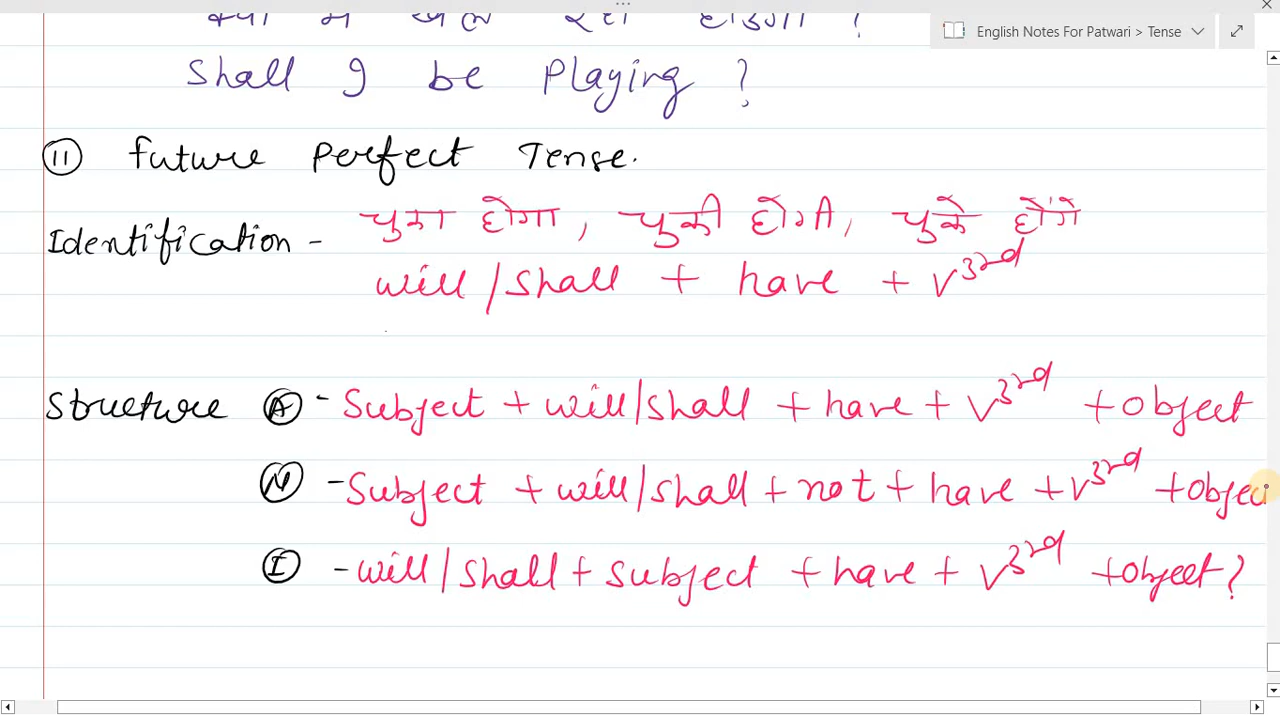 English Notes For Patwari > Tense
Shall I be Playing ?
11 Future Perfect Tense.
Identification - चुका होगा, चुकी होगी, चुके होंगे
will/shall + have + v3rd
Structure A - Subject + will/shall + have + v3rd + object
N - Subject + will/shall + not + have + v3rd + objec
I - will/shall + subject + have + v3rd + object ?